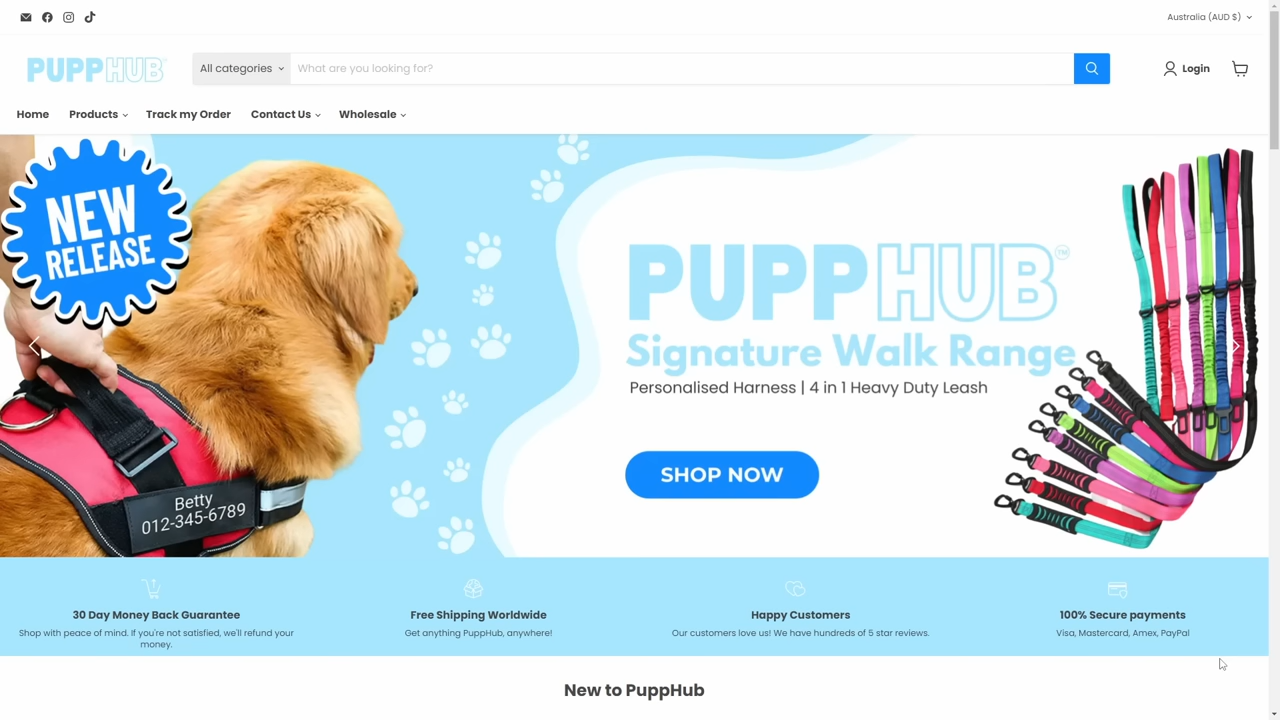 Australia (AUD $)
PUPPHUB
All categories
What are you looking for?
Login
Home
Products
Track my Order
Contact Us
Wholesale
NEW
RELEASE
PUPPHUB™
Signature Walk Range
Personalised Harness | 4 in 1 Heavy Duty Leash
SHOP NOW
Betty
012-345-6789
30 Day Money Back Guarantee
Shop with peace of mind. If you're not satisfied, we'll refund your
money.
Free Shipping Worldwide
Get anything PuppHub, anywhere!
Happy Customers
Our customers love us! We have hundreds of 5 star reviews.
100% Secure payments
Visa, Mastercard, Amex, PayPal
New to PuppHub